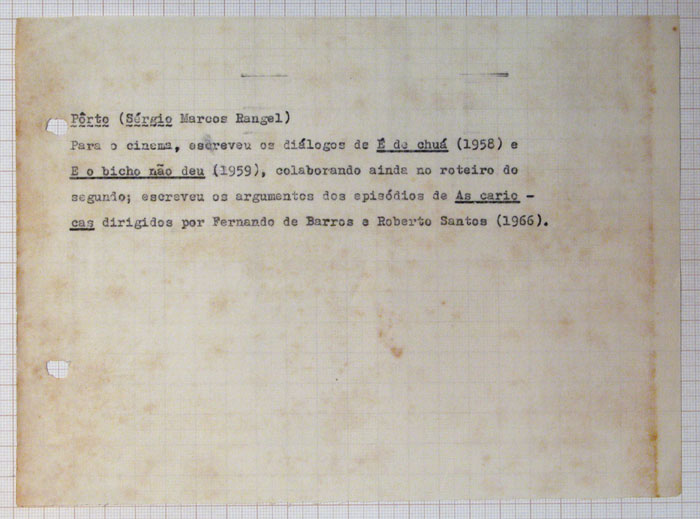 Pôrto (Sérgio Marcos Rangel)
Para o cinema, escreveu os diálogos de É de chuá (1958) e
E o bicho não deu (1959), colaborando ainda no roteiro do
segundo; escreveu os argumentos dos episódios de As cario -
cas dirigidos por Fernando de Barros e Roberto Santos (1966).